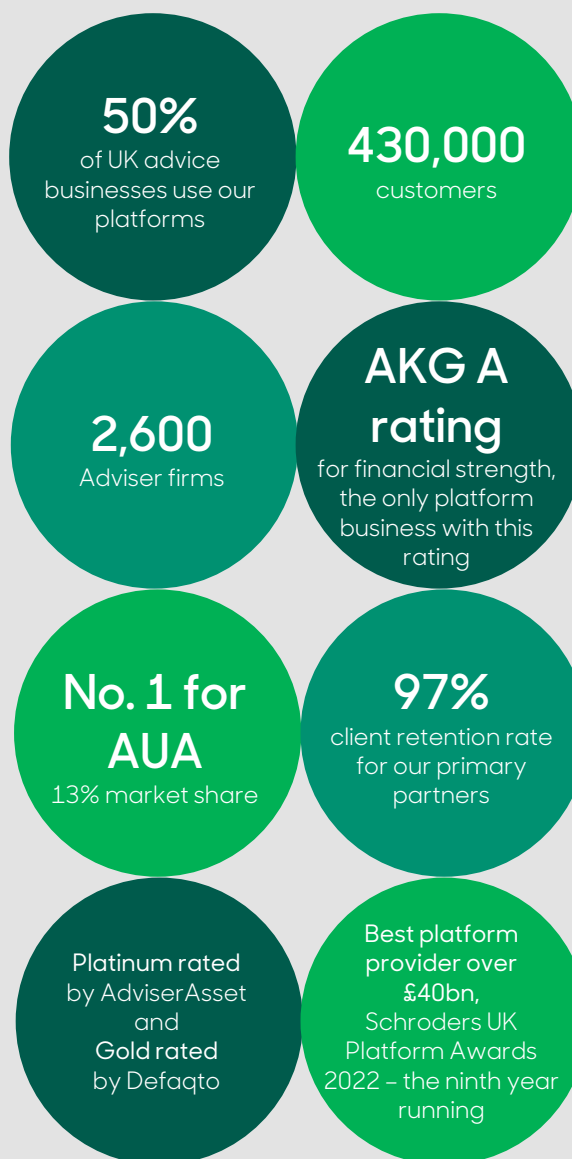 50%
of UK advice
businesses use our
platforms
430,000
customers
2,600
Adviser firms
AKG A
rating
for financial strength,
the only platform
business with this
rating
No. 1 for
AUA
13% market share
97%
client retention rate
for our primary
partners
Platinum rated
by AdviserAsset
and
Gold rated
by Defaqto
Best platform
provider over
£40bn,
Schroders UK
Platform Awards
2022 – the ninth year
running